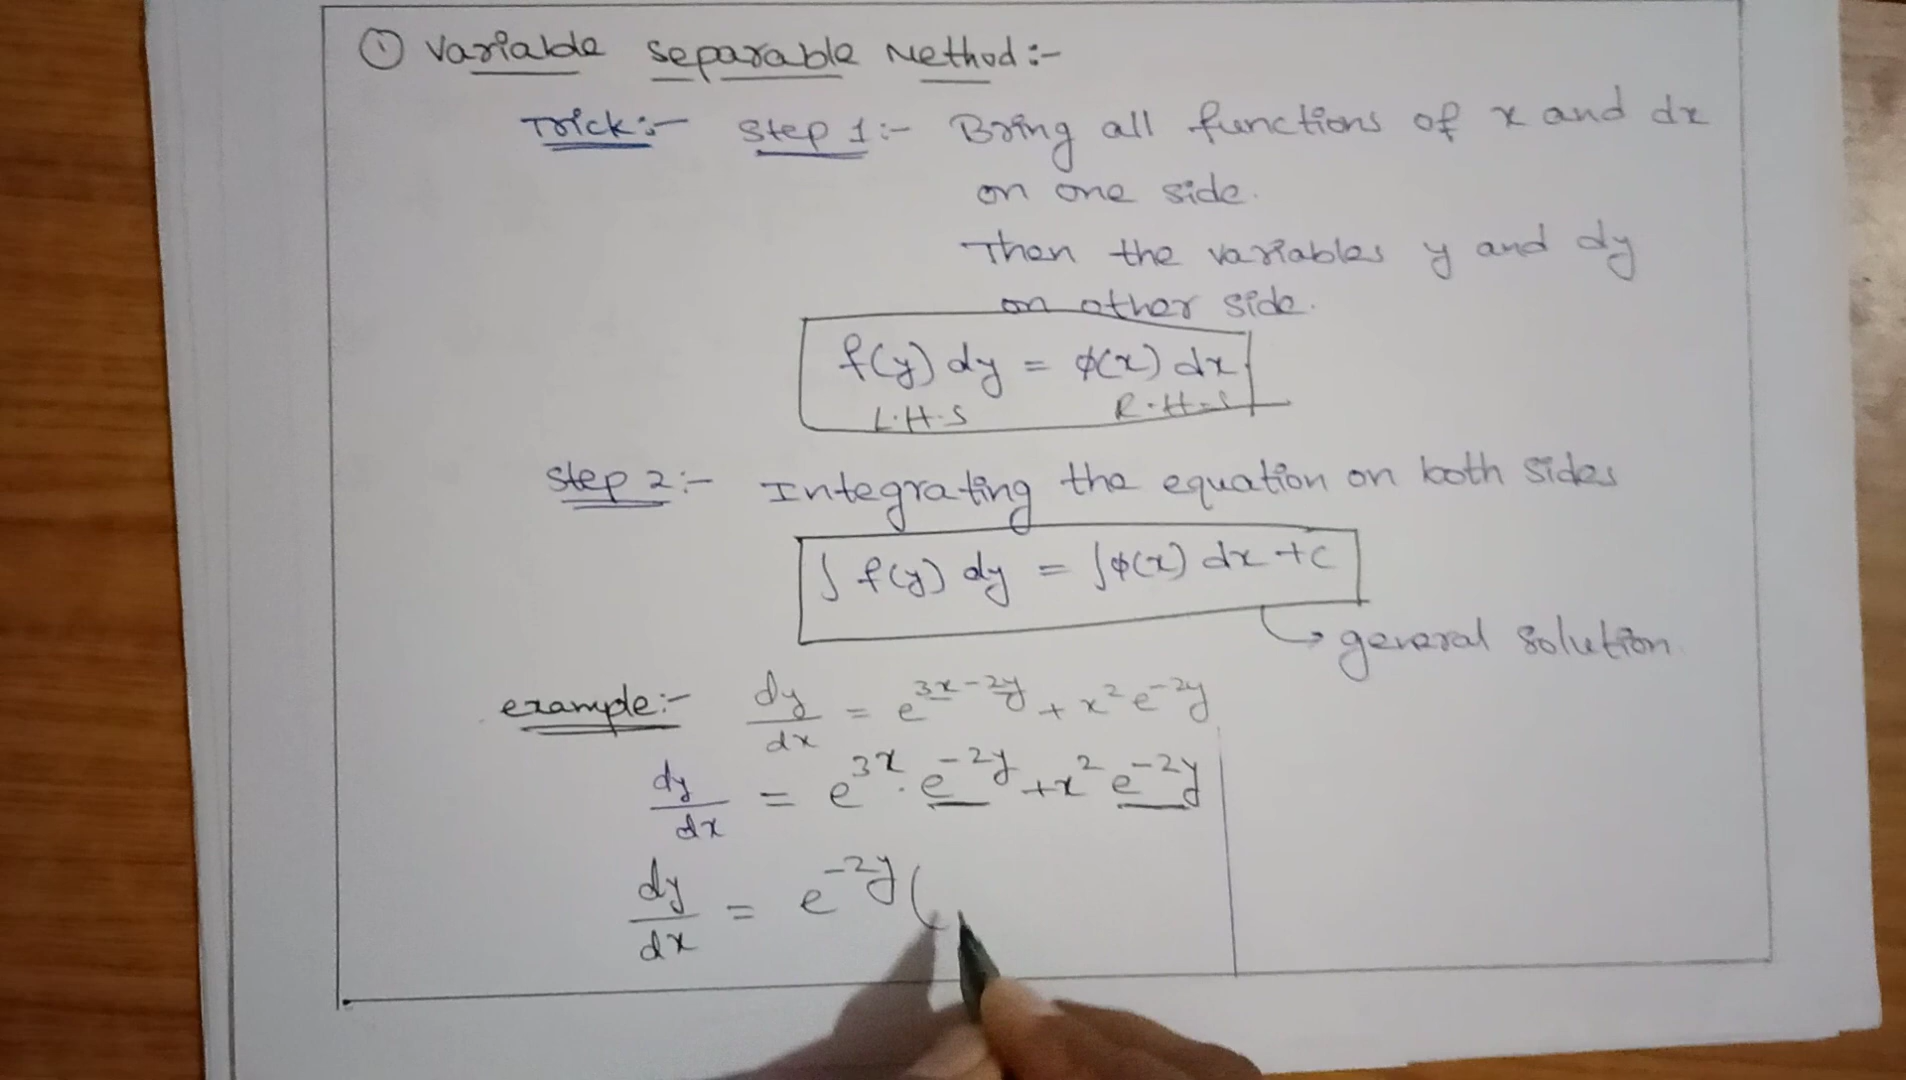 ① Variable separable Method:-
Trick:- Step 1:- Bring all functions of x and dx
on one side.
Then the variables y and dy
on other side.
f(y) dy = φ(x) dx
L.H.S R.H.S
Step 2:- Integrating the equation on both sides
∫ f(y) dy = ∫φ(x) dx + c
→ general solution
example:- dy/dx = e^{3x-2y} + x² e^{-2y}
dy/dx = e^{3x} . e^{-2y} + x² e^{-2y}
dy/dx = e^{-2y} (